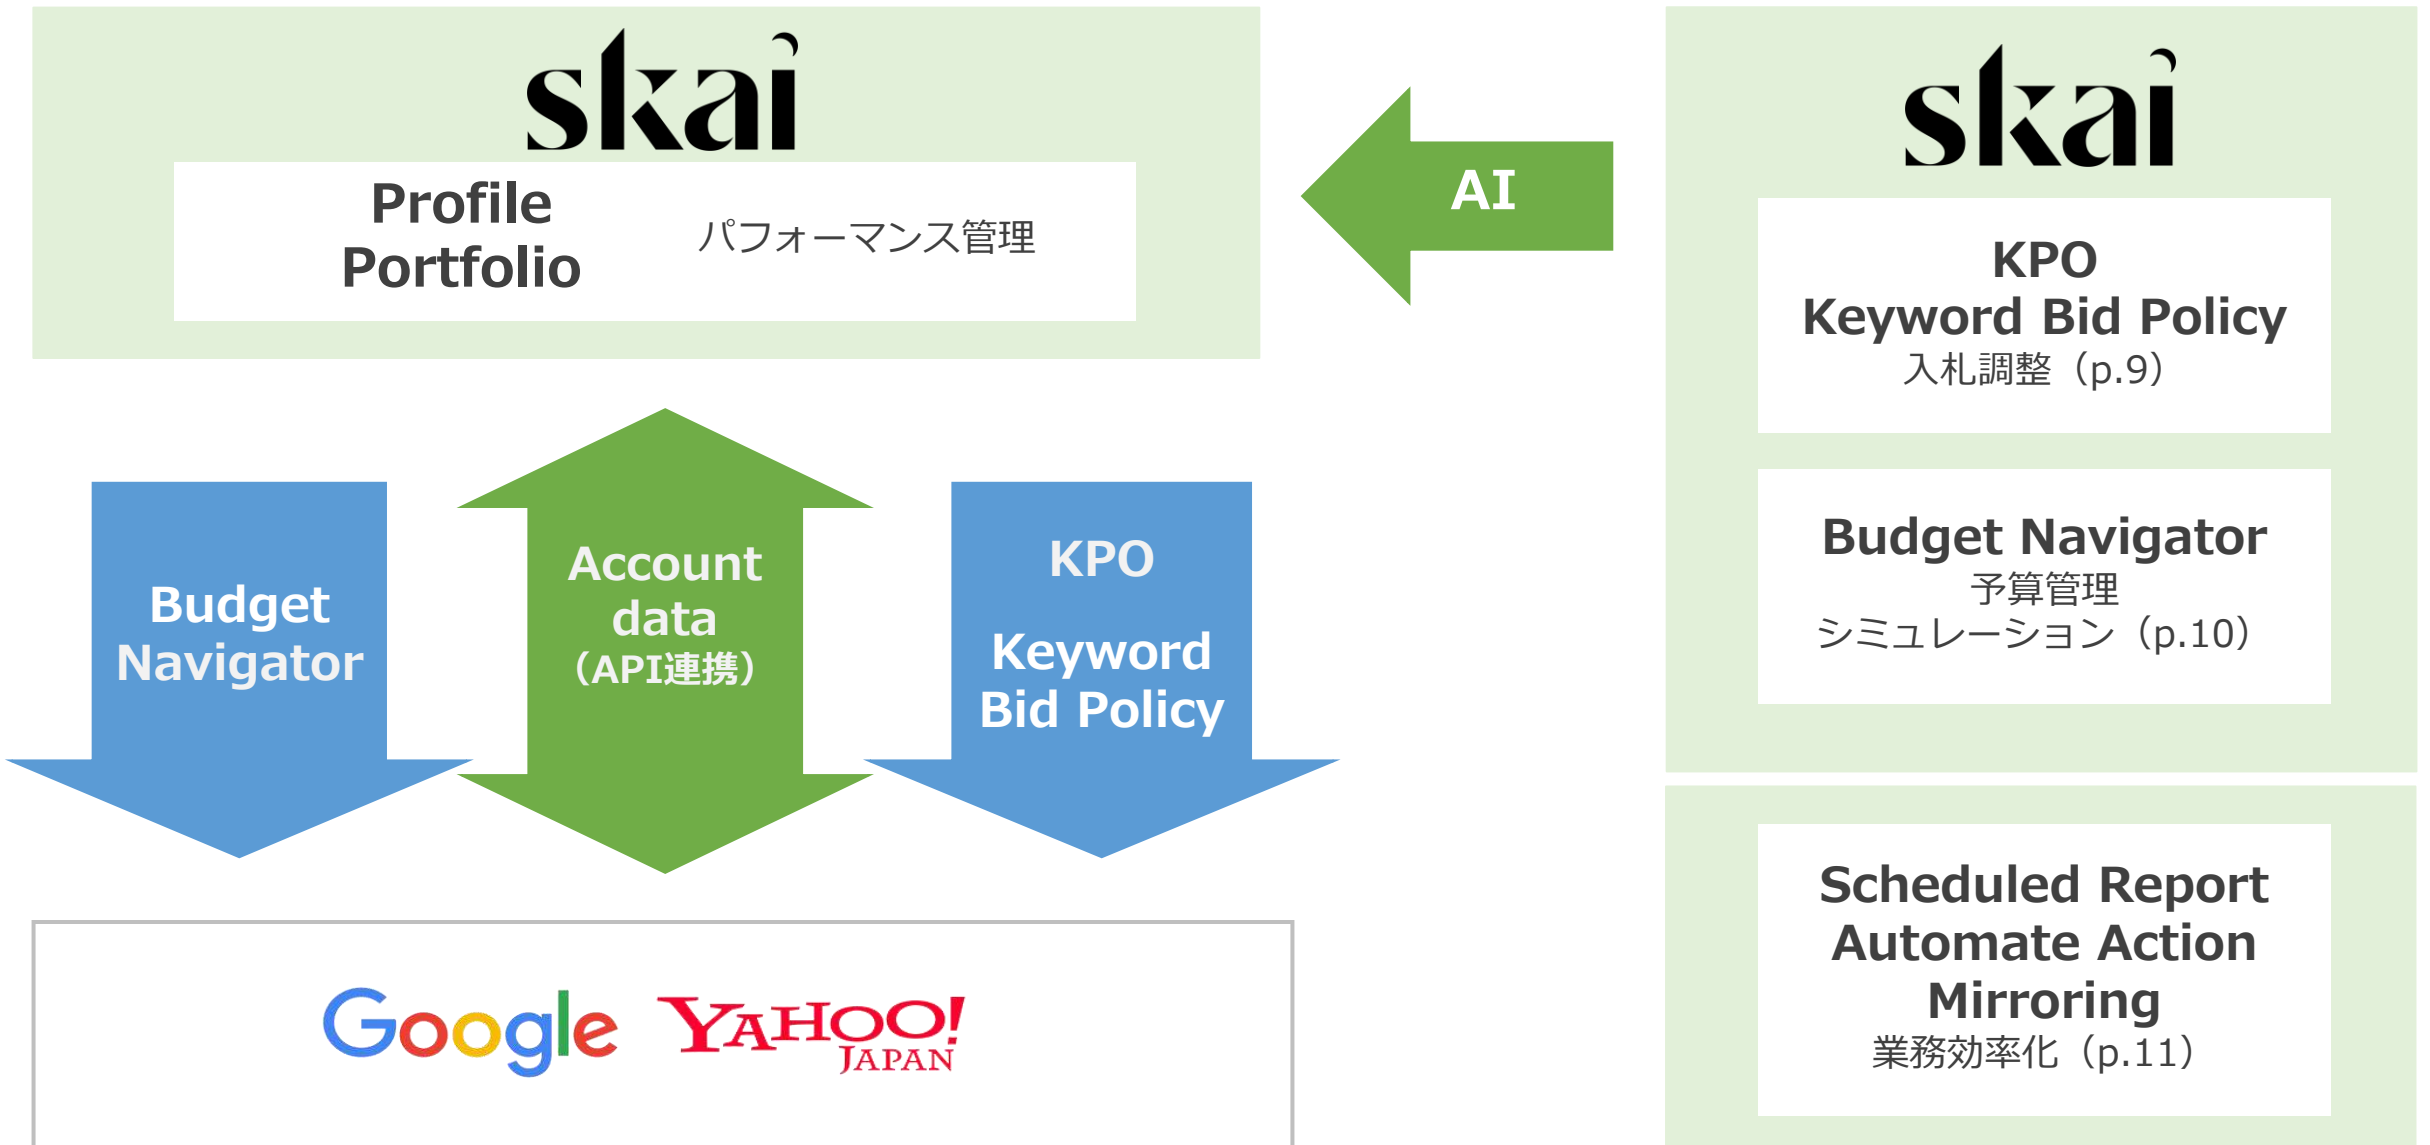 skai
Profile
Portfolio
パフォーマンス管理
AI
skai
KPO
Keyword Bid Policy
入札調整（p.9）
Budget Navigator
予算管理
シミュレーション（p.10）
Budget
Navigator
Account
data
（API連携）
KPO
Keyword
Bid Policy
Google
YAHOO!
JAPAN
Scheduled Report
Automate Action
Mirroring
業務効率化（p.11）